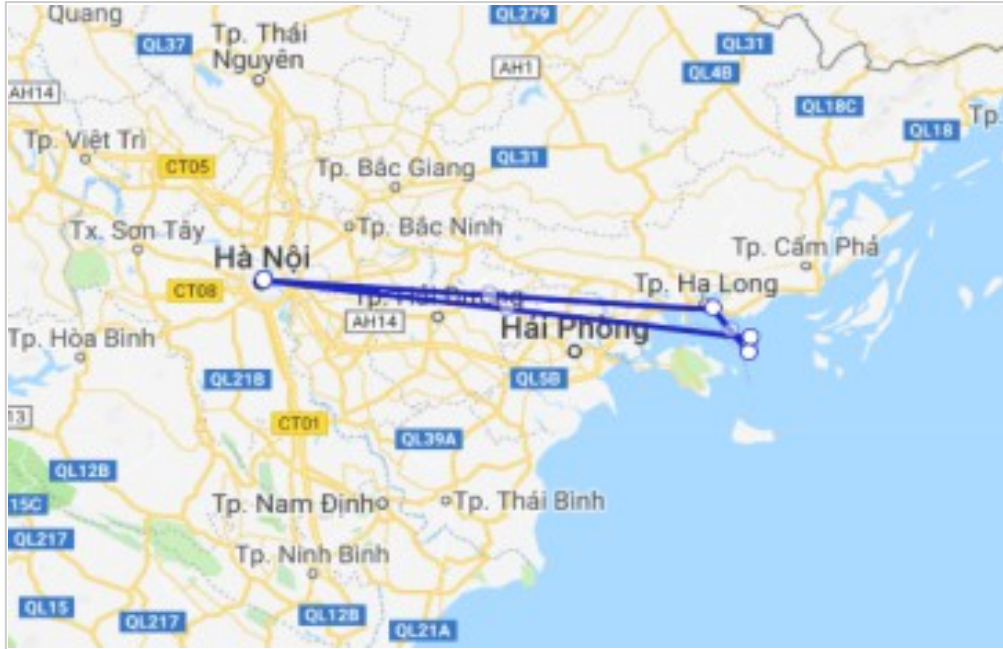 Quang
QL279
Tp. Thái
Nguyên
QL37
QL31
AH1
QL4B
AH14
QL18C
Tp.
QL18
Tp. Việt Trì
CT05
QL31
Tp. Bắc Giang
Tp. Bắc Ninh
Tx. Sơn Tây
Hà Nội
Tp. Cẩm Phả
CT08
Tp. Hạ Long
AH14
Hải Phòng
Tp. Hòa Bình
QL21B
QL5B
13
CT01
QL39A
QL12B
15C
Tp. Nam Định
Tp. Thái Bình
QL217
Tp. Ninh Bình
QL15
QL217
QL12B
QL21A